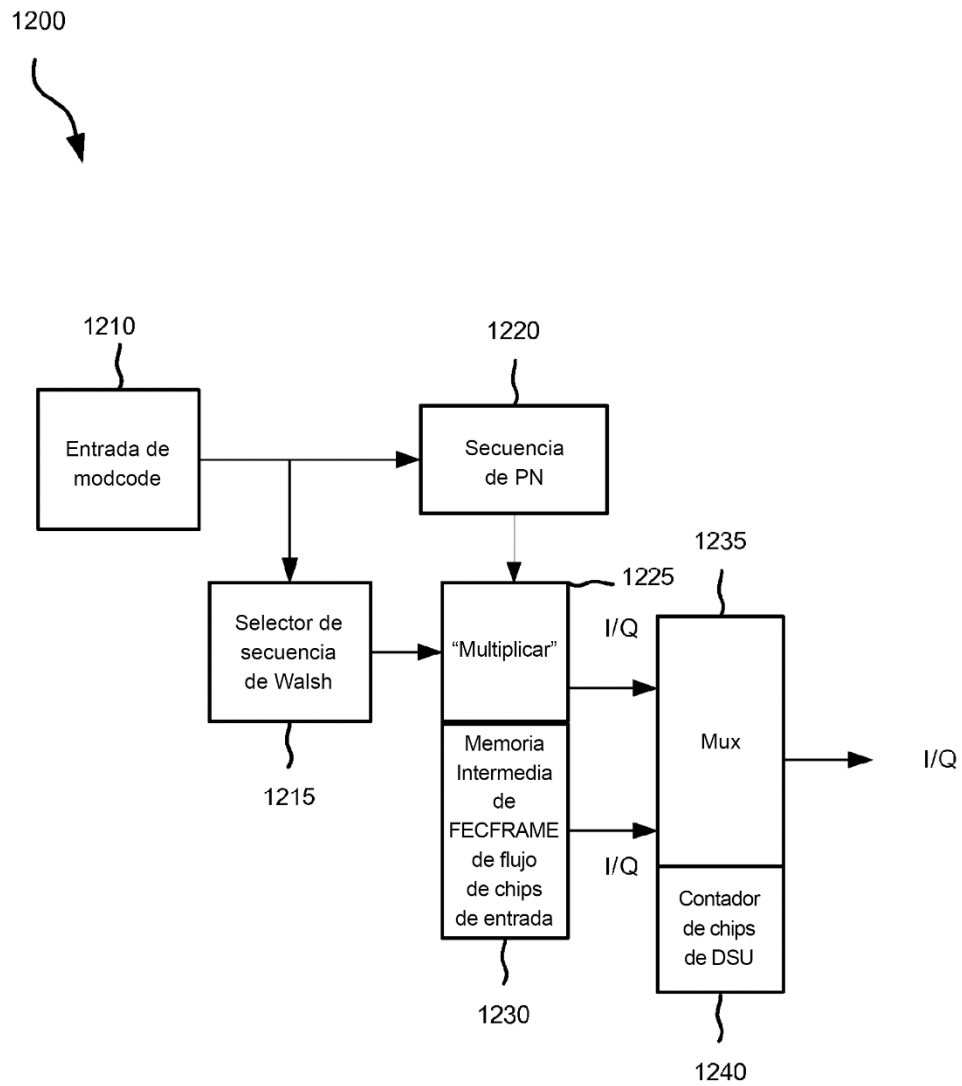 1200
1210
Entrada de
modcode
1220
Secuencia
de PN
1215
Selector de
secuencia
de Walsh
1225
“Multiplicar”
I/Q
1235
Mux
I/Q
Memoria
Intermedia
de
FECFRAME
de flujo
de chips
de entrada
I/Q
1230
Contador
de chips
de DSU
1240